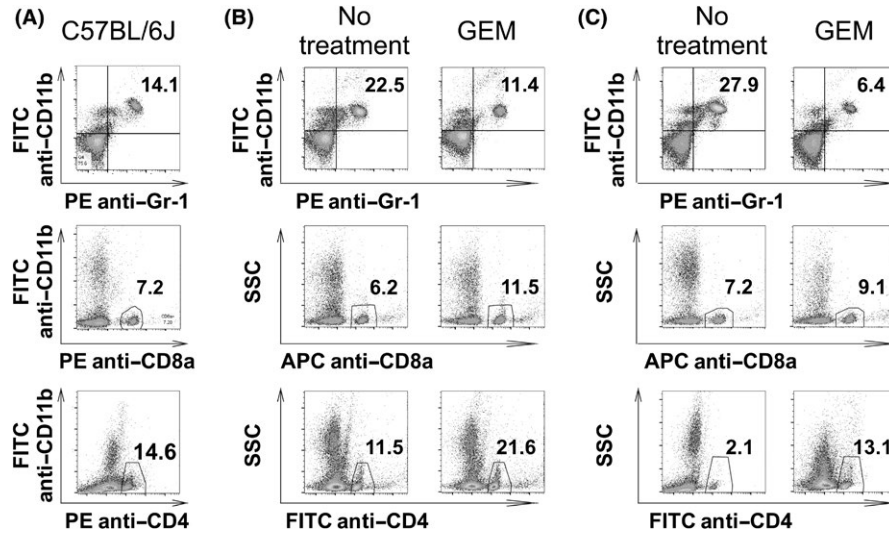 (A)
C57BL/6J
(B)
No
treatment
GEM
(C)
No
treatment
GEM
FITC
anti–CD11b
14.1
PE anti–Gr-1
FITC
anti–CD11b
22.5
11.4
PE anti–Gr-1
FITC
anti–CD11b
27.9
6.4
PE anti–Gr-1
FITC
anti–CD11b
7.2
PE anti–CD8a
SSC
6.2
11.5
APC anti–CD8a
SSC
7.2
9.1
APC anti–CD8a
FITC
anti–CD11b
14.6
PE anti–CD4
SSC
11.5
21.6
FITC anti–CD4
SSC
2.1
13.1
FITC anti–CD4